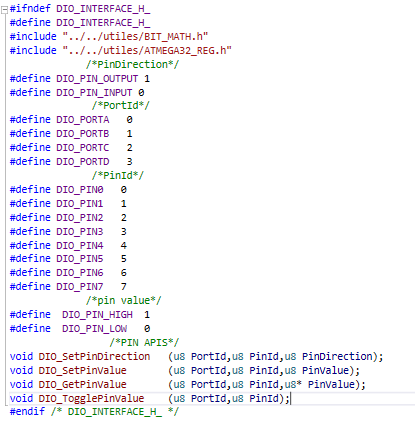 #ifndef DIO_INTERFACE_H_
#define DIO_INTERFACE_H_
#include "../../utiles/BIT_MATH.h"
#include "../../utiles/ATMEGA32_REG.h"
/*PinDirection*/
#define DIO_PIN_OUTPUT 1
#define DIO_PIN_INPUT 0
/*PortId*/
#define DIO_PORTA 0
#define DIO_PORTB 1
#define DIO_PORTC 2
#define DIO_PORTD 3
/*PinId*/
#define DIO_PIN0 0
#define DIO_PIN1 1
#define DIO_PIN2 2
#define DIO_PIN3 3
#define DIO_PIN4 4
#define DIO_PIN5 5
#define DIO_PIN6 6
#define DIO_PIN7 7
/*pin value*/
#define DIO_PIN_HIGH 1
#define DIO_PIN_LOW 0
/*PIN APIS*/
void DIO_SetPinDirection (u8 PortId,u8 PinId,u8 PinDirection);
void DIO_SetPinValue (u8 PortId,u8 PinId,u8 PinValue);
void DIO_GetPinValue (u8 PortId,u8 PinId,u8* PinValue);
void DIO_TogglePinValue (u8 PortId,u8 PinId);
#endif /* DIO_INTERFACE_H_ */